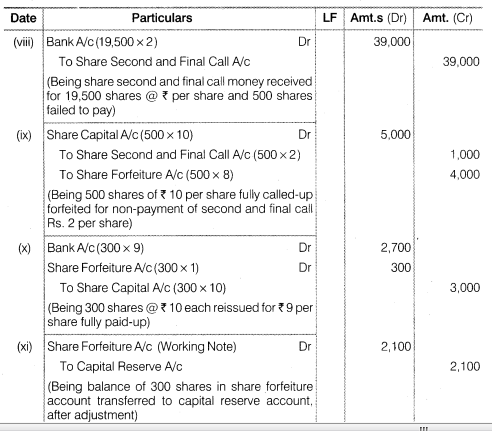 Date Particulars LF Amt.s (Dr) Amt. (Cr)
(viii) Bank A/c (19,500 × 2) Dr 39,000
To Share Second and Final Call A/c 39,000
(Being share second and final call money received
for 19,500 shares @ ₹ per share and 500 shares
failed to pay)
(ix) Share Capital A/c (500 × 10) Dr 5,000
To Share Second and Final Call A/c (500 × 2) 1,000
To Share Forfeiture A/c (500 × 8) 4,000
(Being 500 shares of ₹ 10 per share fully called-up
forfeited for non-payment of second and final call
Rs. 2 per share)
(x) Bank A/c (300 × 9) Dr 2,700
Share Forfeiture A/c (300 × 1) Dr 300
To Share Capital A/c (300 × 10) 3,000
(Being 300 shares @ ₹ 10 each reissued for ₹ 9 per
share fully paid-up)
(xi) Share Forfeiture A/c (Working Note) Dr 2,100
To Capital Reserve A/c 2,100
(Being balance of 300 shares in share forfeiture
account transferred to capital reserve account,
after adjustment)